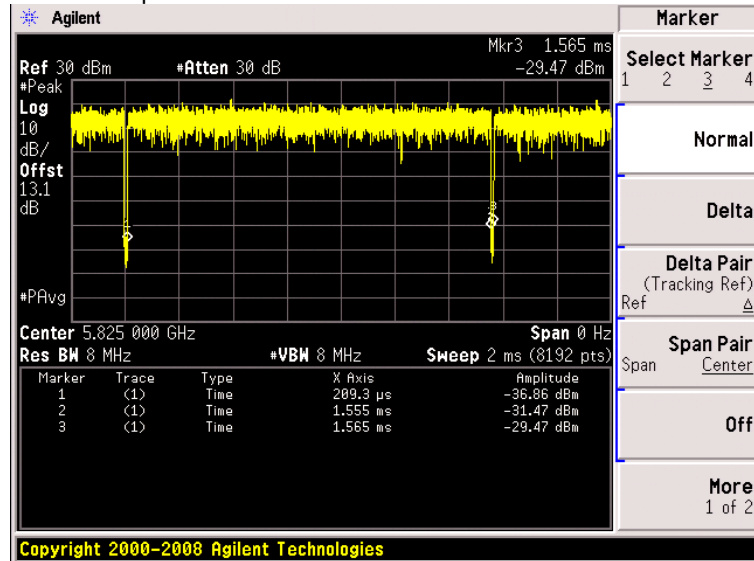 Agilent
Marker
Mkr3 1.565 ms
Ref 30 dBm #Atten 30 dB -29.47 dBm
#Peak
Log
10
dB/
Offst
13.1
dB
#PAvg
1
Center 5.825 000 GHz Span 0 Hz
Res BW 8 MHz #VBW 8 MHz Sweep 2 ms (8192 pts)
Marker Trace Type X Axis Amplitude
1 (1) Time 209.3 µs -36.86 dBm
2 (1) Time 1.555 ms -31.47 dBm
3 (1) Time 1.565 ms -29.47 dBm
Select Marker
1 2 3 4
Normal
Delta
Delta Pair
(Tracking Ref)
Ref Δ
Span Pair
Span Center
Off
More
1 of 2
Copyright 2000-2008 Agilent Technologies